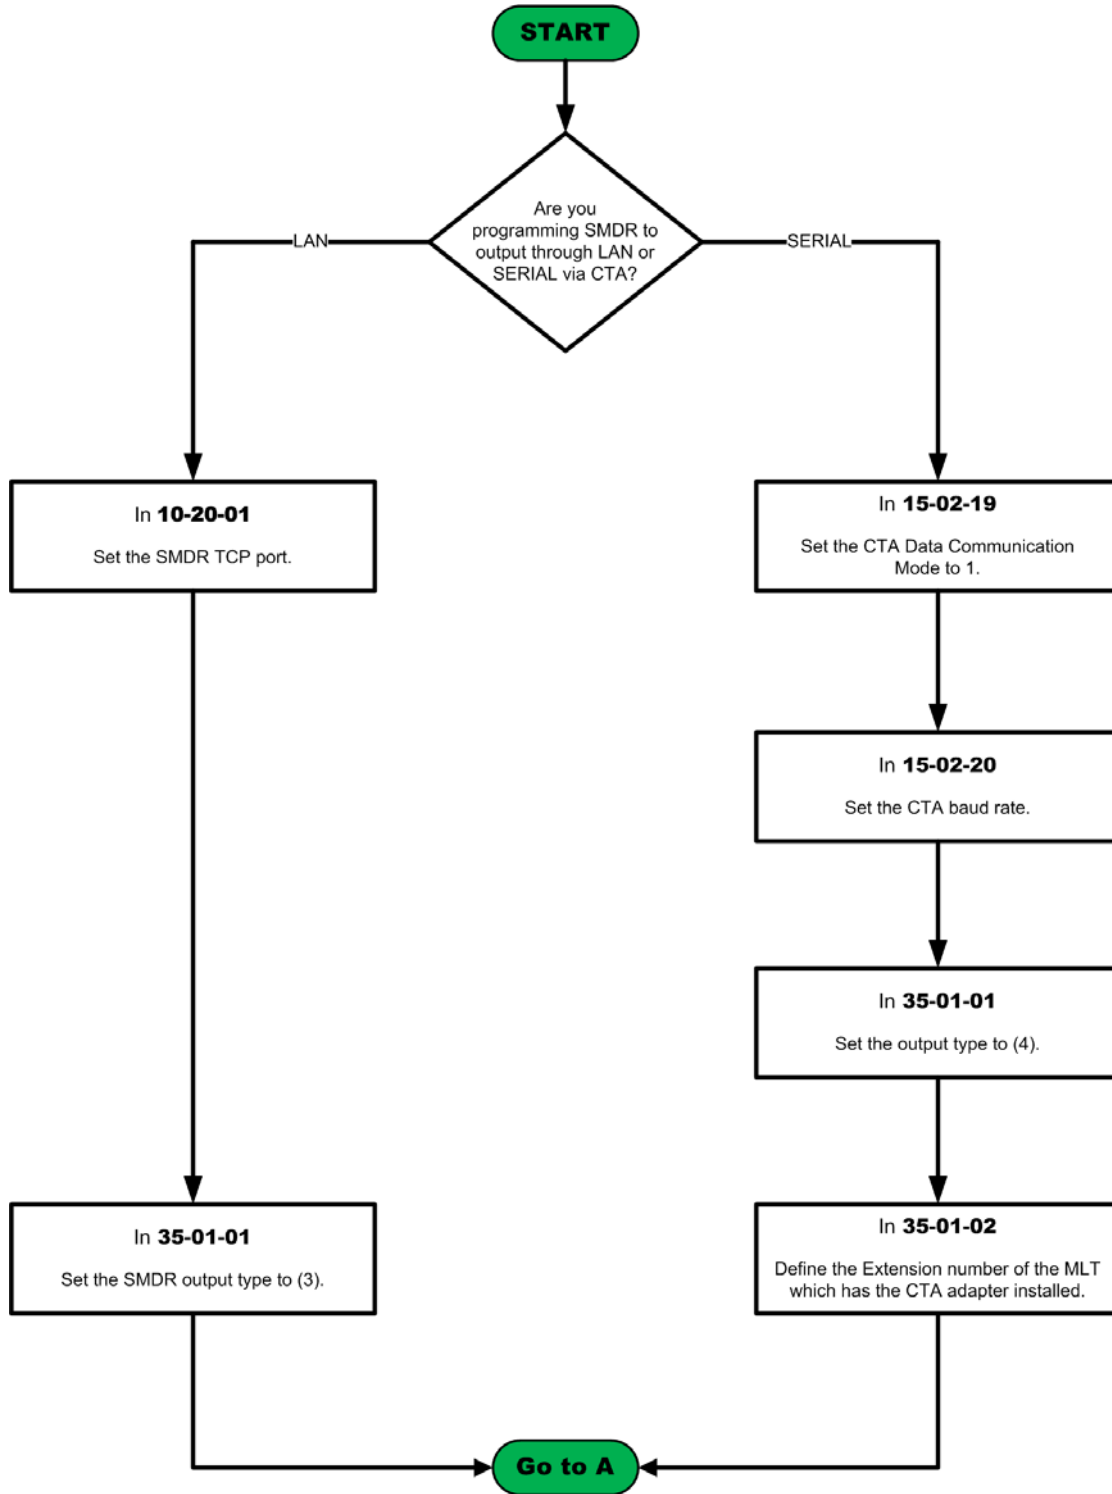 START
Are you
programming SMDR to
output through LAN or
SERIAL via CTA?
LAN
SERIAL
In 10-20-01
Set the SMDR TCP port.
In 15-02-19
Set the CTA Data Communication
Mode to 1.
In 15-02-20
Set the CTA baud rate.
In 35-01-01
Set the output type to (4).
In 35-01-01
Set the SMDR output type to (3).
In 35-01-02
Define the Extension number of the MLT
which has the CTA adapter installed.
Go to A